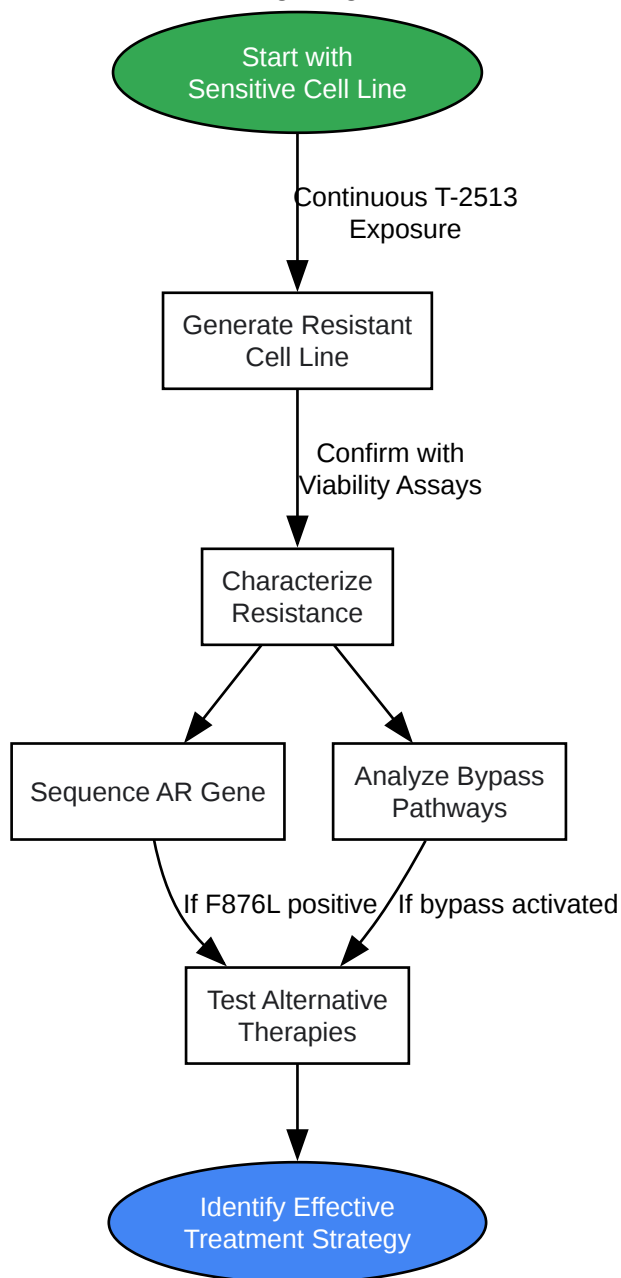 Start with
Sensitive Cell Line
Continuous T-2513
Exposure
Generate Resistant
Cell Line
Confirm with
Viability Assays
Characterize
Resistance
Sequence AR Gene
Analyze Bypass
Pathways
If F876L positive
If bypass activated
Test Alternative
Therapies
Identify Effective
Treatment Strategy